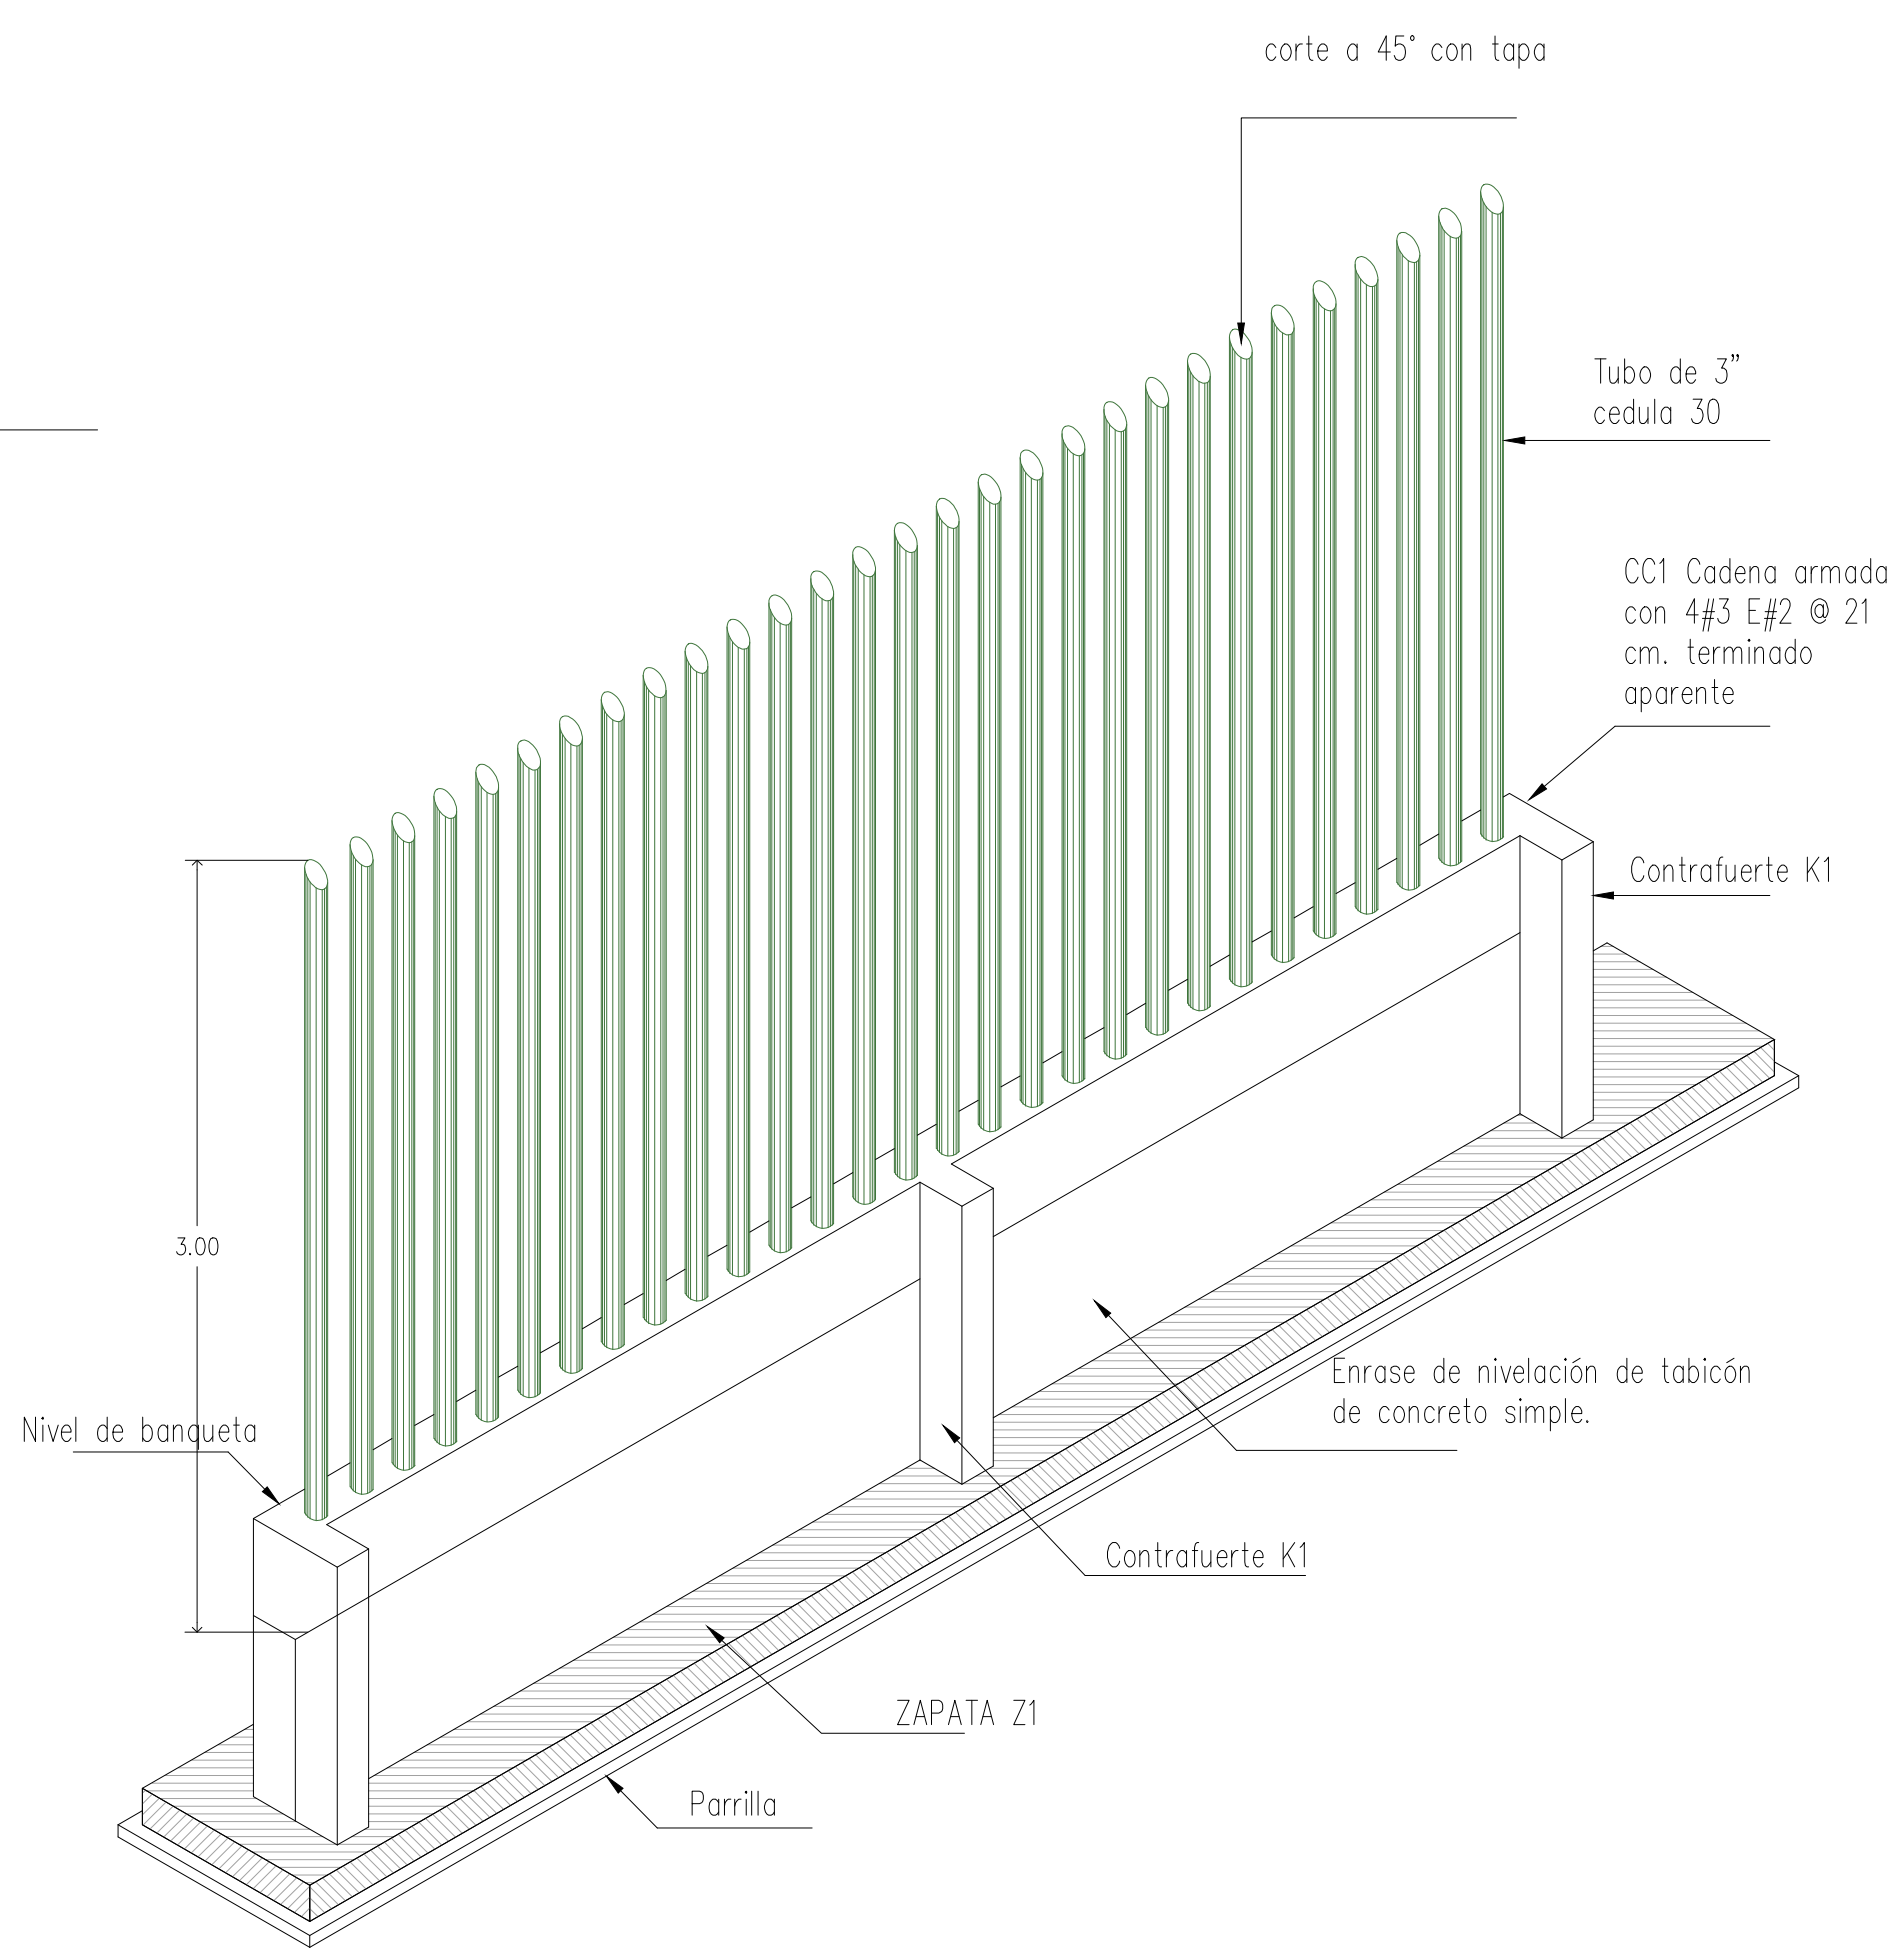 corte a 45° con tapa
Tubo de 3”
cedula 30
CC1 Cadena armada
con 4#3 E#2 @ 21
cm. terminado
aparente
Contrafuerte K1
3.00
Nivel de banqueta
Enrase de nivelación de tabicón
de concreto simple.
Contrafuerte K1
ZAPATA Z1
Parrilla